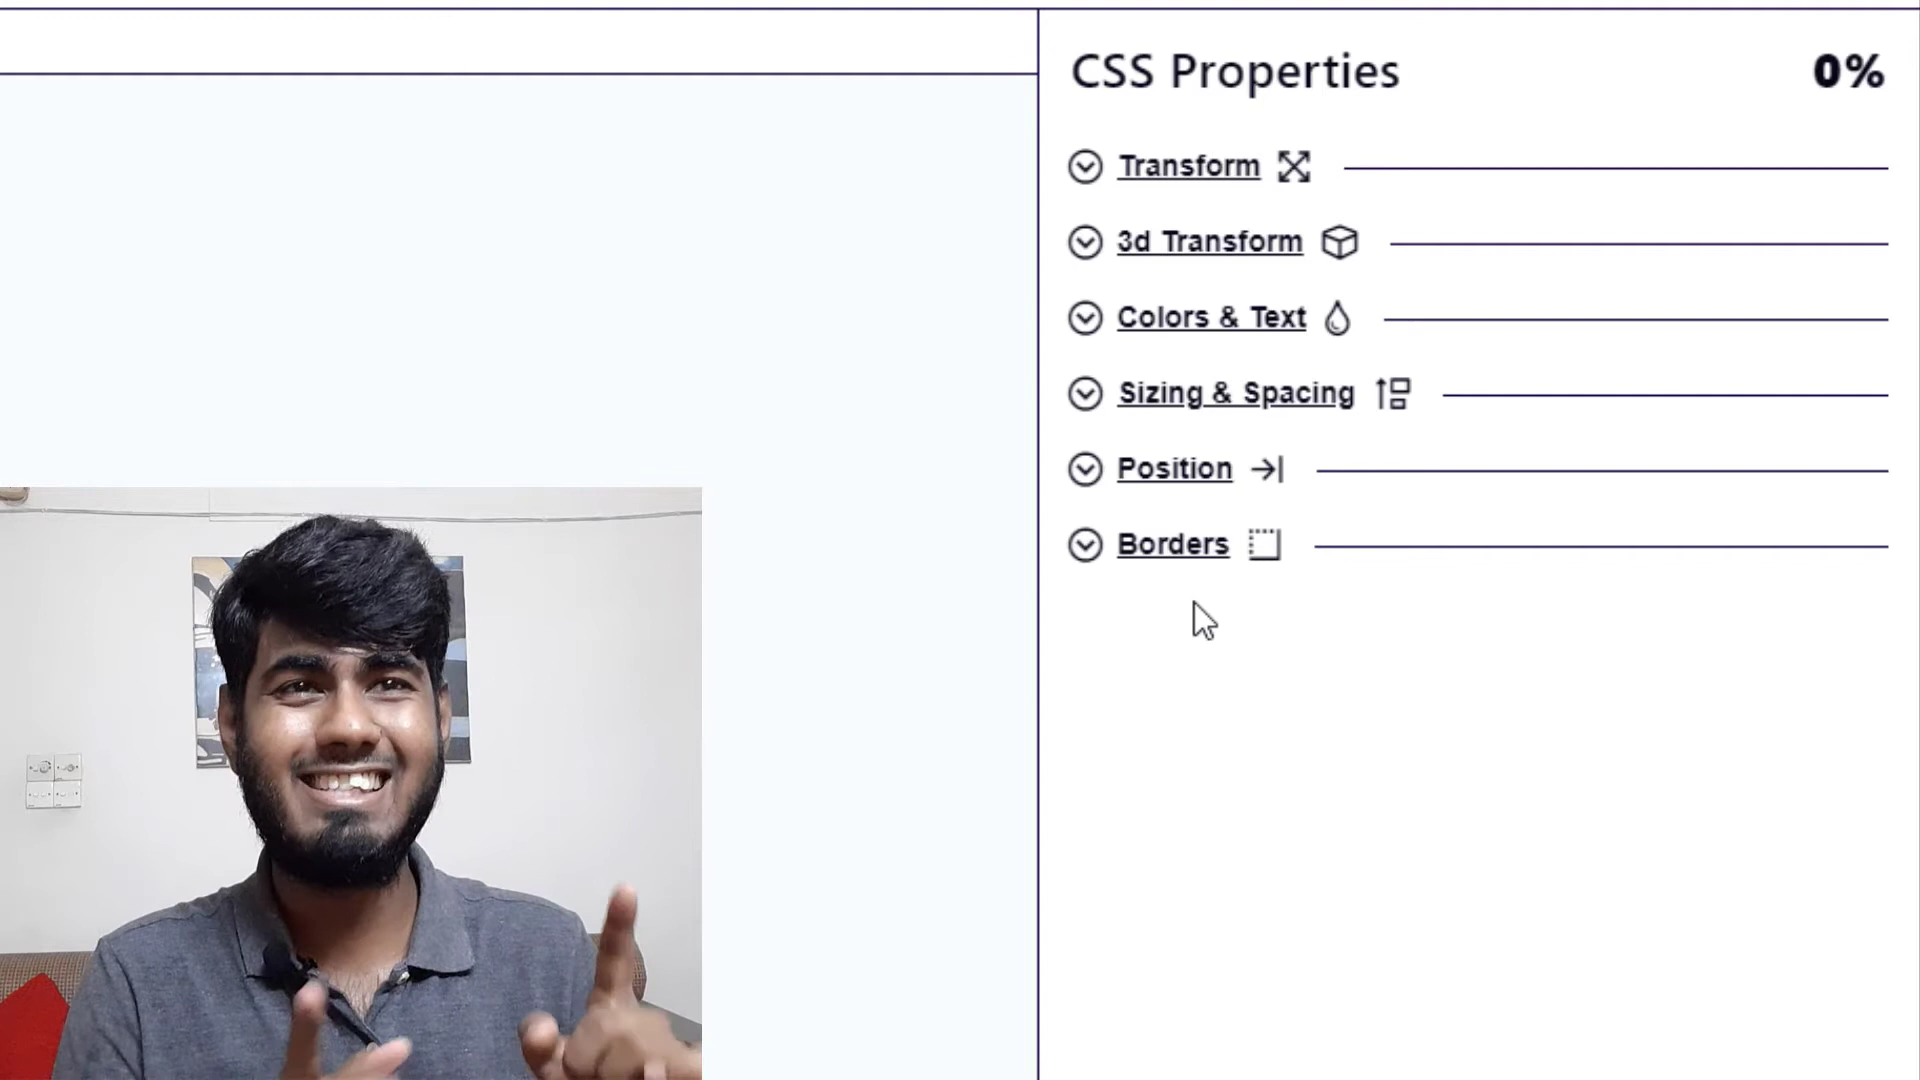 CSS Properties 0%
Transform
3d Transform
Colors & Text
Sizing & Spacing
Position
Borders